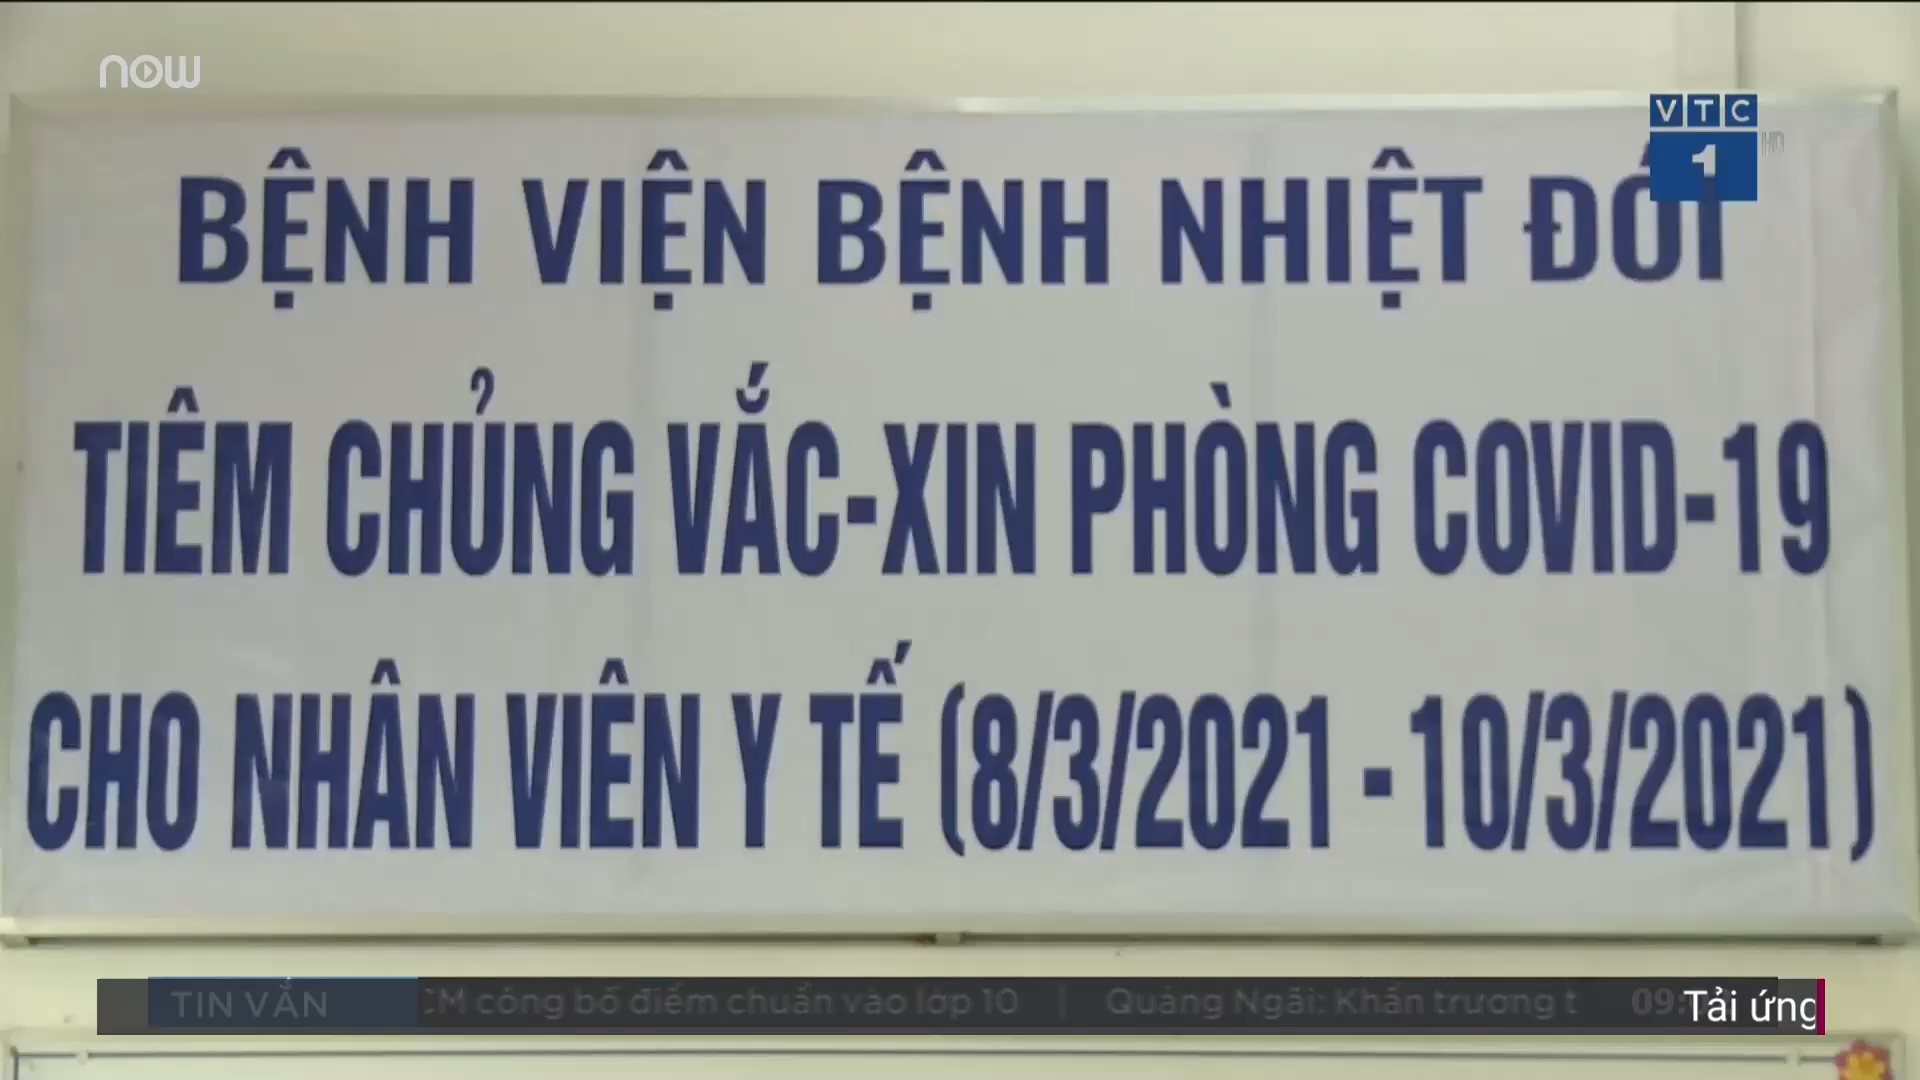 now
VTC
1
HD
BỆNH VIỆN BỆNH NHIỆT ĐỚI
TIÊM CHỦNG VẮC-XIN PHÒNG COVID-19
CHO NHÂN VIÊN Y TẾ (8/3/2021 - 10/3/2021)
TIN VẮN
CM công bố điểm chuẩn vào lớp 10 | Quảng Ngãi: Khẩn trương t
Tải ứng